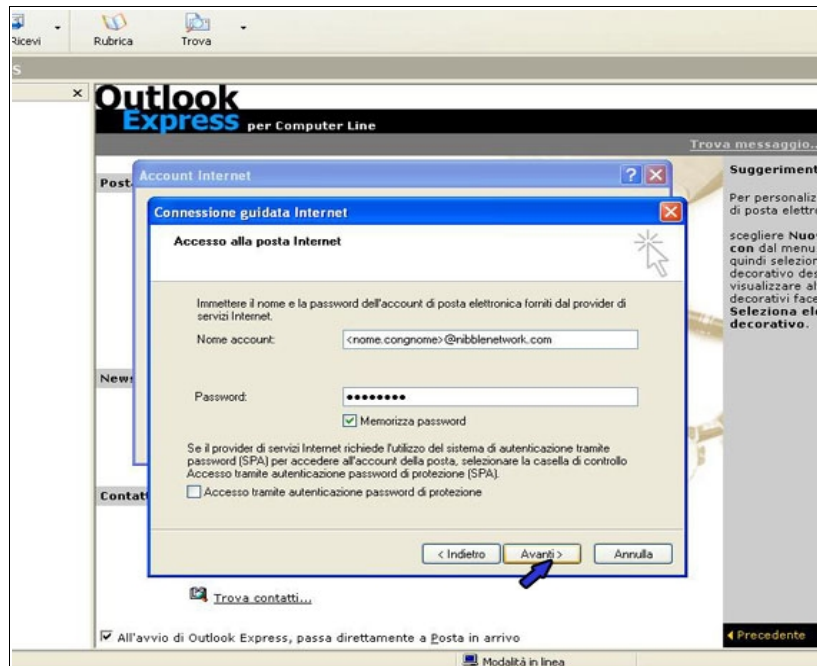 Ricevi
Rubrica
Trova
S
Outlook
Express per Computer Line
Trova messaggio..
Post
Account Internet
Suggeriment
Per personaliz
di posta elettro
scegliere Nuov
con dal menu
quindi selezion
decorativo des
visualizzare al
decorativi face
Seleziona ele
decorativo.
Connessione guidata Internet
Accesso alla posta Internet
Immettere il nome e la password dell'account di posta elettronica forniti dal provider di
servizi Internet.
Nome account:
<nome.congnome>@nibblenetwork.com
News
Password:
Memorizza password
Se il provider di servizi Internet richiede l'utilizzo del sistema di autenticazione tramite
password (SPA) per accedere all'account della posta, selezionare la casella di controllo
Accesso tramite autenticazione password di protezione (SPA).
Contatt
Accesso tramite autenticazione password di protezione
< Indietro
Avanti >
Annulla
Trova contatti...
All'avvio di Outlook Express, passa direttamente a Posta in arrivo
Precedente
Modalità in linea